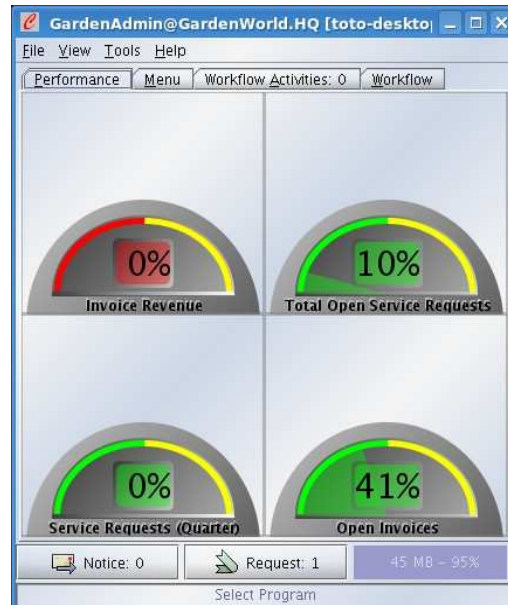 GardenAdmin@GardenWorld.HQ [toto-deskto
File View Tools Help
Performance Menu Workflow Activities: 0 Workflow
0%
Invoice Revenue
10%
Total Open Service Requests
0%
Service Requests (Quarter)
41%
Open Invoices
Notice: 0 Request: 1 45 MB - 95%
Select Program